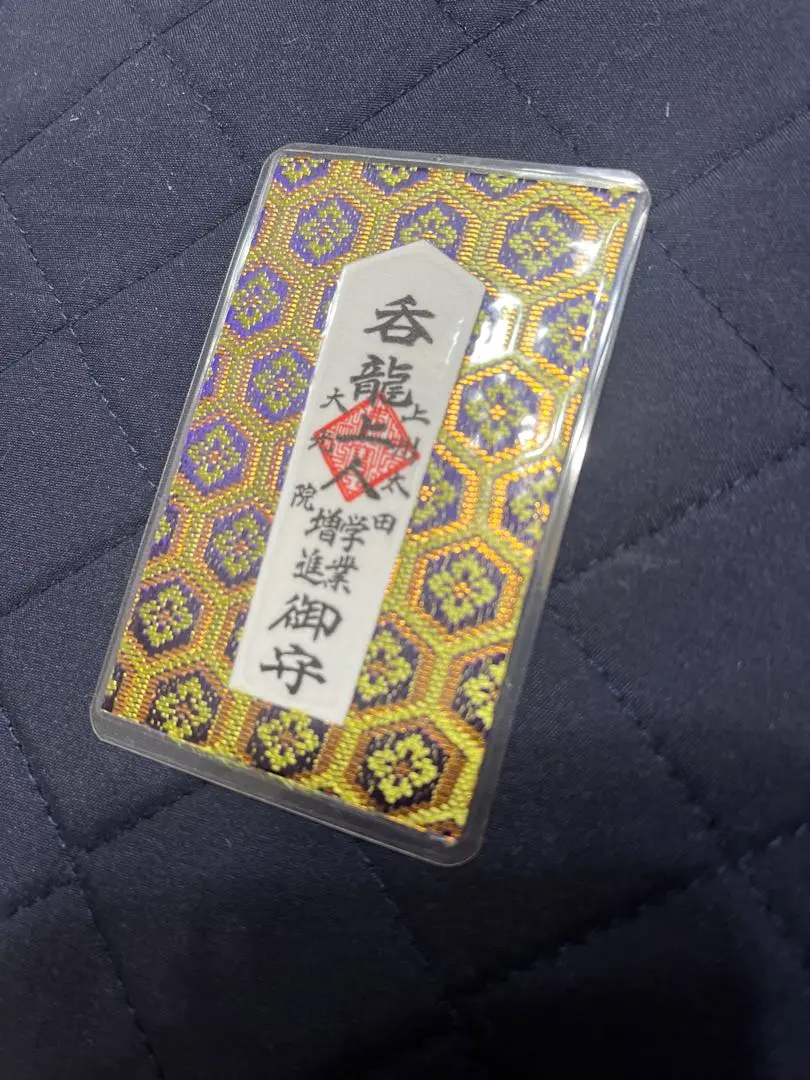 呑龍上人
上州太田
大光院
学業
増進
御守